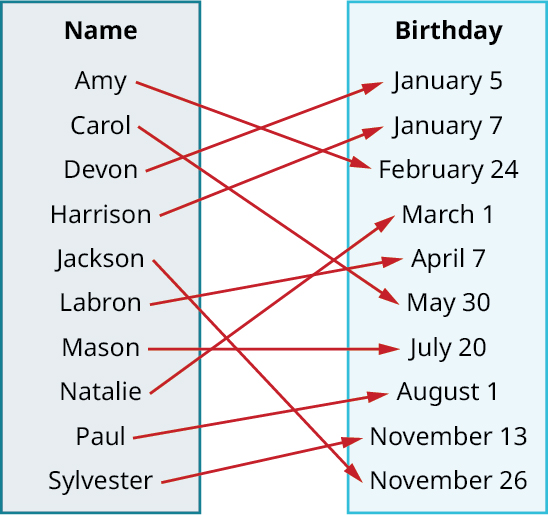 Name
Amy
Carol
Devon
Harrison
Jackson
Labron
Mason
Natalie
Paul
Sylvester
Birthday
January 5
January 7
February 24
March 1
April 7
May 30
July 20
August 1
November 13
November 26